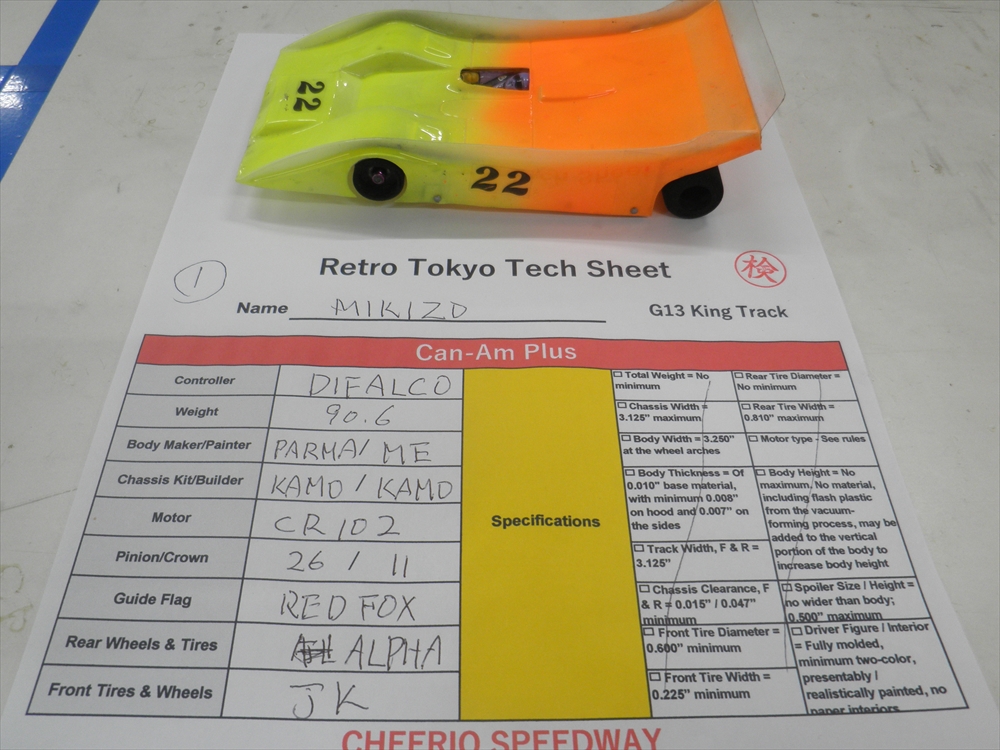 22
22
Retro Tokyo Tech Sheet
検
1
Name MIKIZO
G13 King Track
Can-Am Plus
Controller DIFALCO
Weight 90.6
Body Maker/Painter PARMA/ ME
Chassis Kit/Builder KAMO / KAMO
Motor CR102
Pinion/Crown 26 / 11
Guide Flag RED FOX
Rear Wheels & Tires ALPHA
Front Tires & Wheels JK
Specifications
☐ Total Weight = No
minimum
☐ Chassis Width =
3.125" maximum
☐ Body Width = 3.250"
at the wheel arches
☐ Body Thickness = Of
0.010" base material,
with minimum 0.008"
on hood and 0.007" on
the sides
☐ Track Width, F & R =
3.125"
☐ Chassis Clearance, F
& R = 0.015" / 0.047"
minimum
☐ Front Tire Diameter =
0.600" minimum
☐ Front Tire Width =
0.225" minimum
☐ Rear Tire Diameter =
No minimum
☐ Rear Tire Width =
0.810" maximum
☐ Motor type - See rules
☐ Body Height = No
maximum, No material,
including flash plastic
from the vacuum-
forming process, may be
added to the vertical
portion of the body to
increase body height
☐ Spoiler Size / Height =
no wider than body;
0.500" maximum
☐ Driver Figure / Interior
= Fully molded,
minimum two-color,
presentably /
realistically painted, no
paper interiors
CHEERIO SPEEDWAY